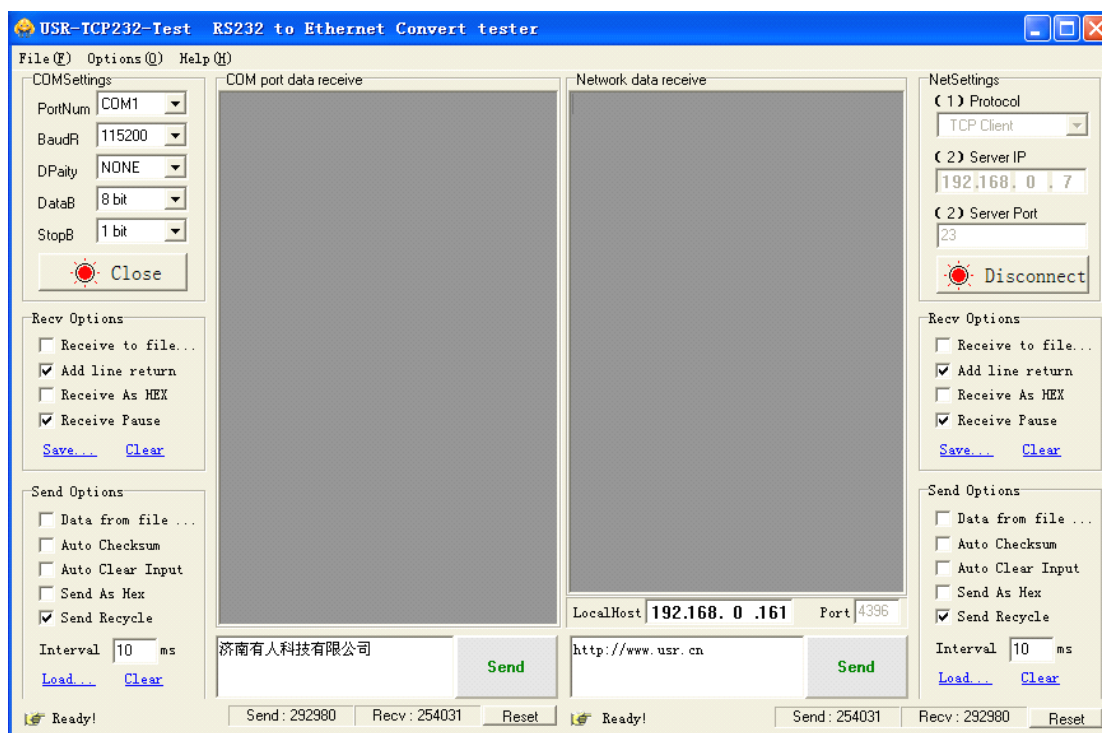 USR-TCP232-Test RS232 to Ethernet Convert tester
File(F) Options(O) Help(H)
COMSettings
PortNum COM1
BaudR 115200
DPaity NONE
DataB 8 bit
StopB 1 bit
Close
Recv Options
Receive to file...
Add line return
Receive As HEX
Receive Pause
Save... Clear
Send Options
Data from file ...
Auto Checksum
Auto Clear Input
Send As Hex
Send Recycle
Interval 10 ms
Load... Clear
COM port data receive
济南有人科技有限公司
Send
Network data receive
LocalHost 192.168. 0 .161 Port 4396
http://www.usr.cn
Send
NetSettings
(1) Protocol
TCP Client
(2) Server IP
192.168. 0 . 7
(2) Server Port
23
Disconnect
Recv Options
Receive to file...
Add line return
Receive As HEX
Receive Pause
Save... Clear
Send Options
Data from file ...
Auto Checksum
Auto Clear Input
Send As Hex
Send Recycle
Interval 10 ms
Load... Clear
Ready! Send : 292980 Recv : 254031 Reset
Ready! Send : 254031 Recv : 292980 Reset